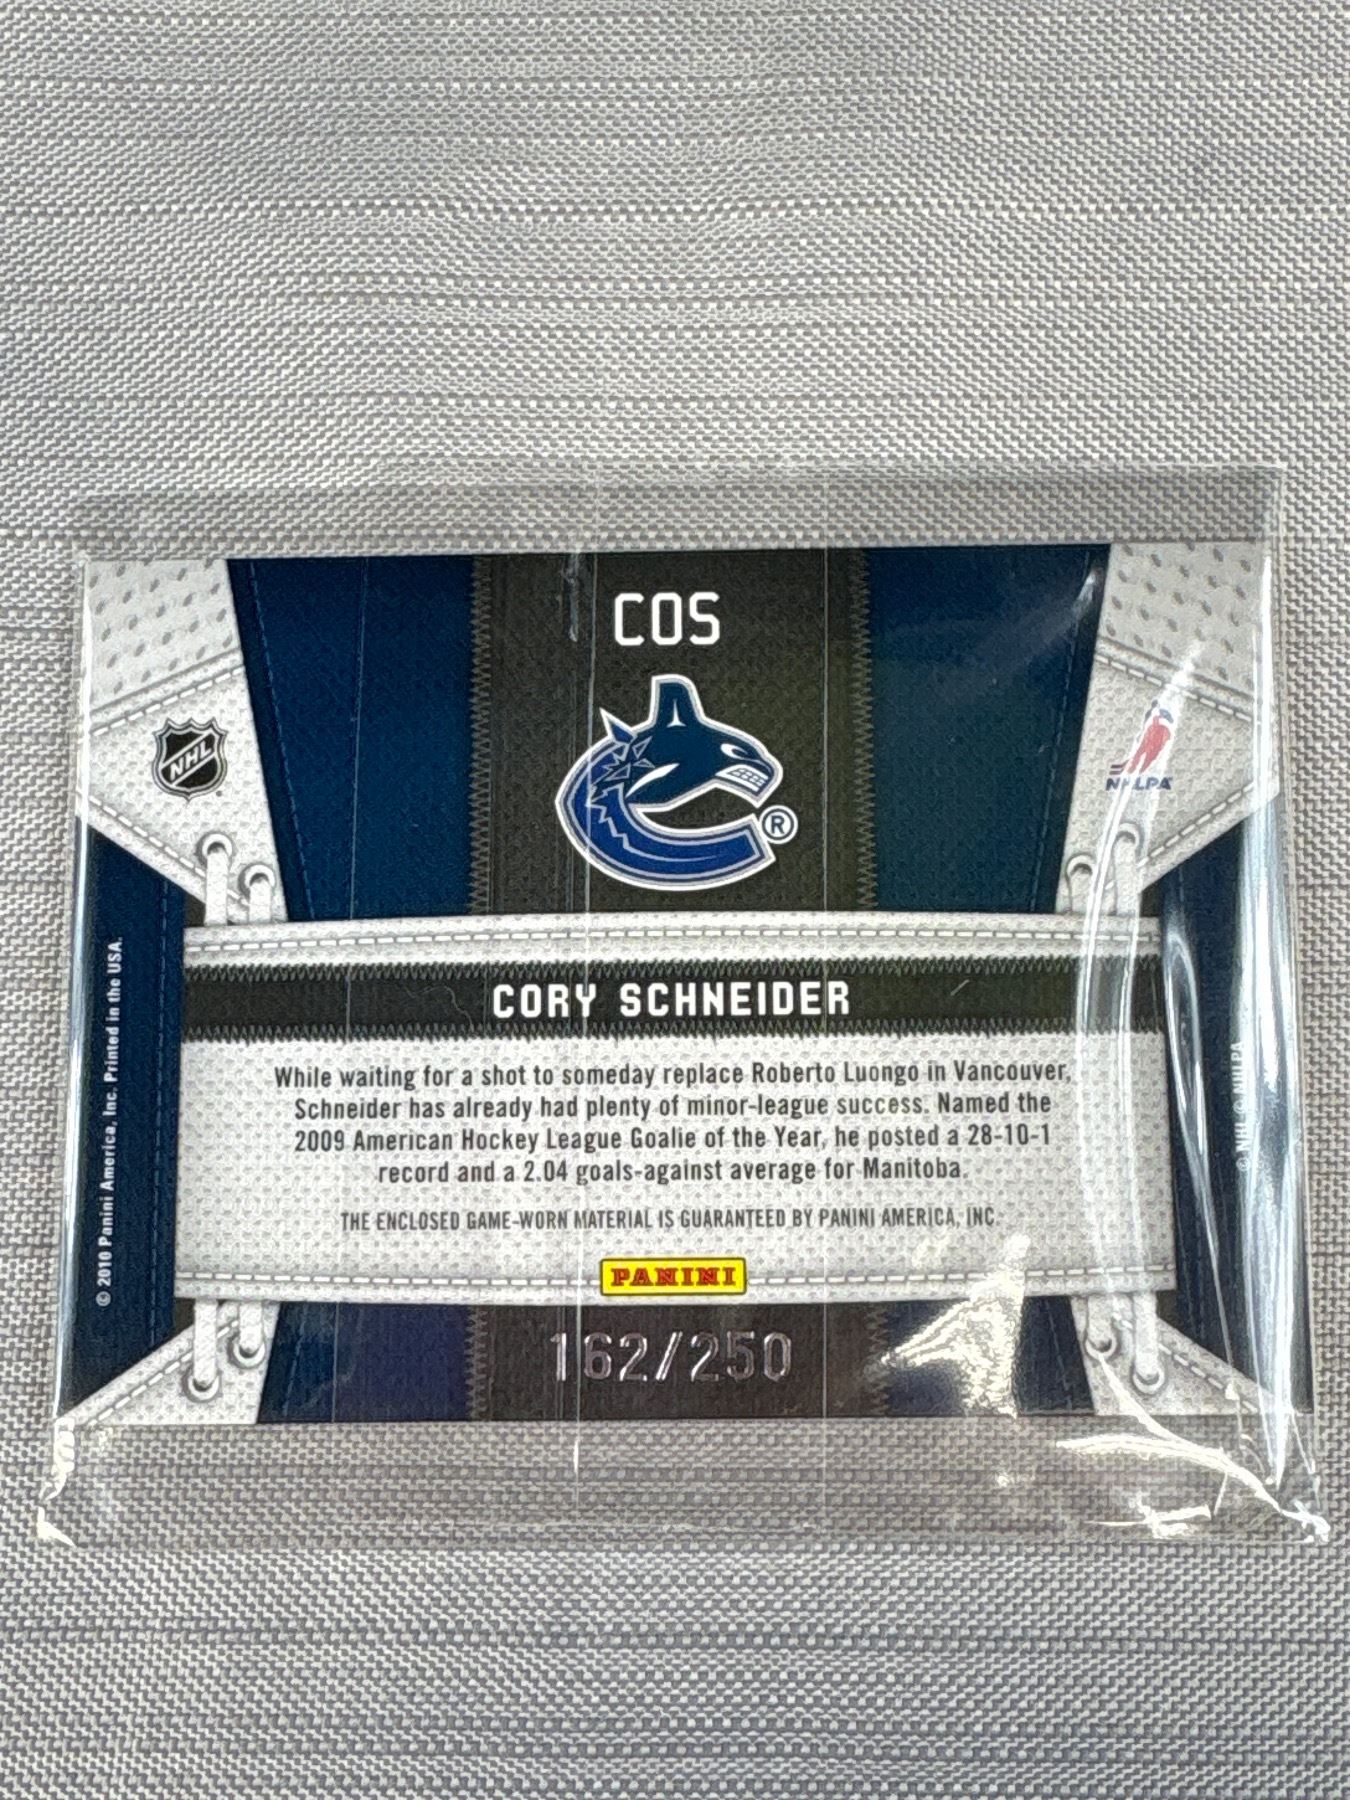 COS
NHL
NHLPA
®
CORY SCHNEIDER
While waiting for a shot to someday replace Roberto Luongo in Vancouver,
Schneider has already had plenty of minor-league success. Named the
2009 American Hockey League Goalie of the Year, he posted a 28-10-1
record and a 2.04 goals-against average for Manitoba.
THE ENCLOSED GAME-WORN MATERIAL IS GUARANTEED BY PANINI AMERICA, INC.
PANINI
162/250
© 2010 Panini America, Inc. Printed in the USA.
© NHL © NHLPA